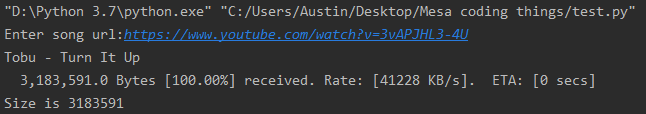 "D:\Python 3.7\python.exe" "C:/Users/Austin/Desktop/Mesa coding things/test.py"
Enter song url:https://www.youtube.com/watch?v=3vAPJHL3-4U
Tobu - Turn It Up
  3,183,591.0 Bytes [100.00%] received. Rate: [41228 KB/s].  ETA: [0 secs]
Size is 3183591